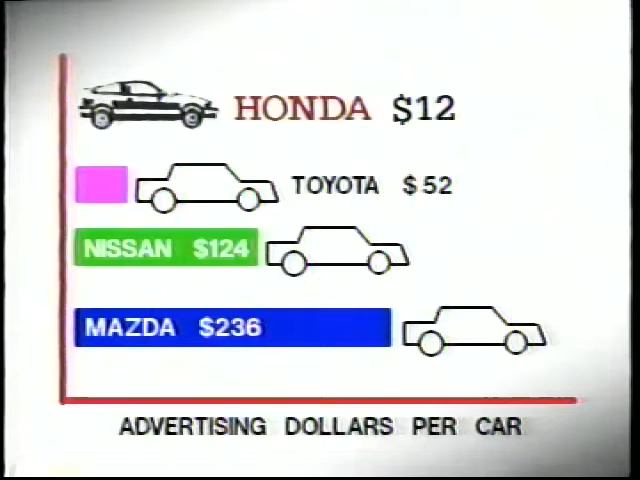 HONDA $12
TOYOTA $52
NISSAN $124
MAZDA $236
ADVERTISING DOLLARS PER CAR